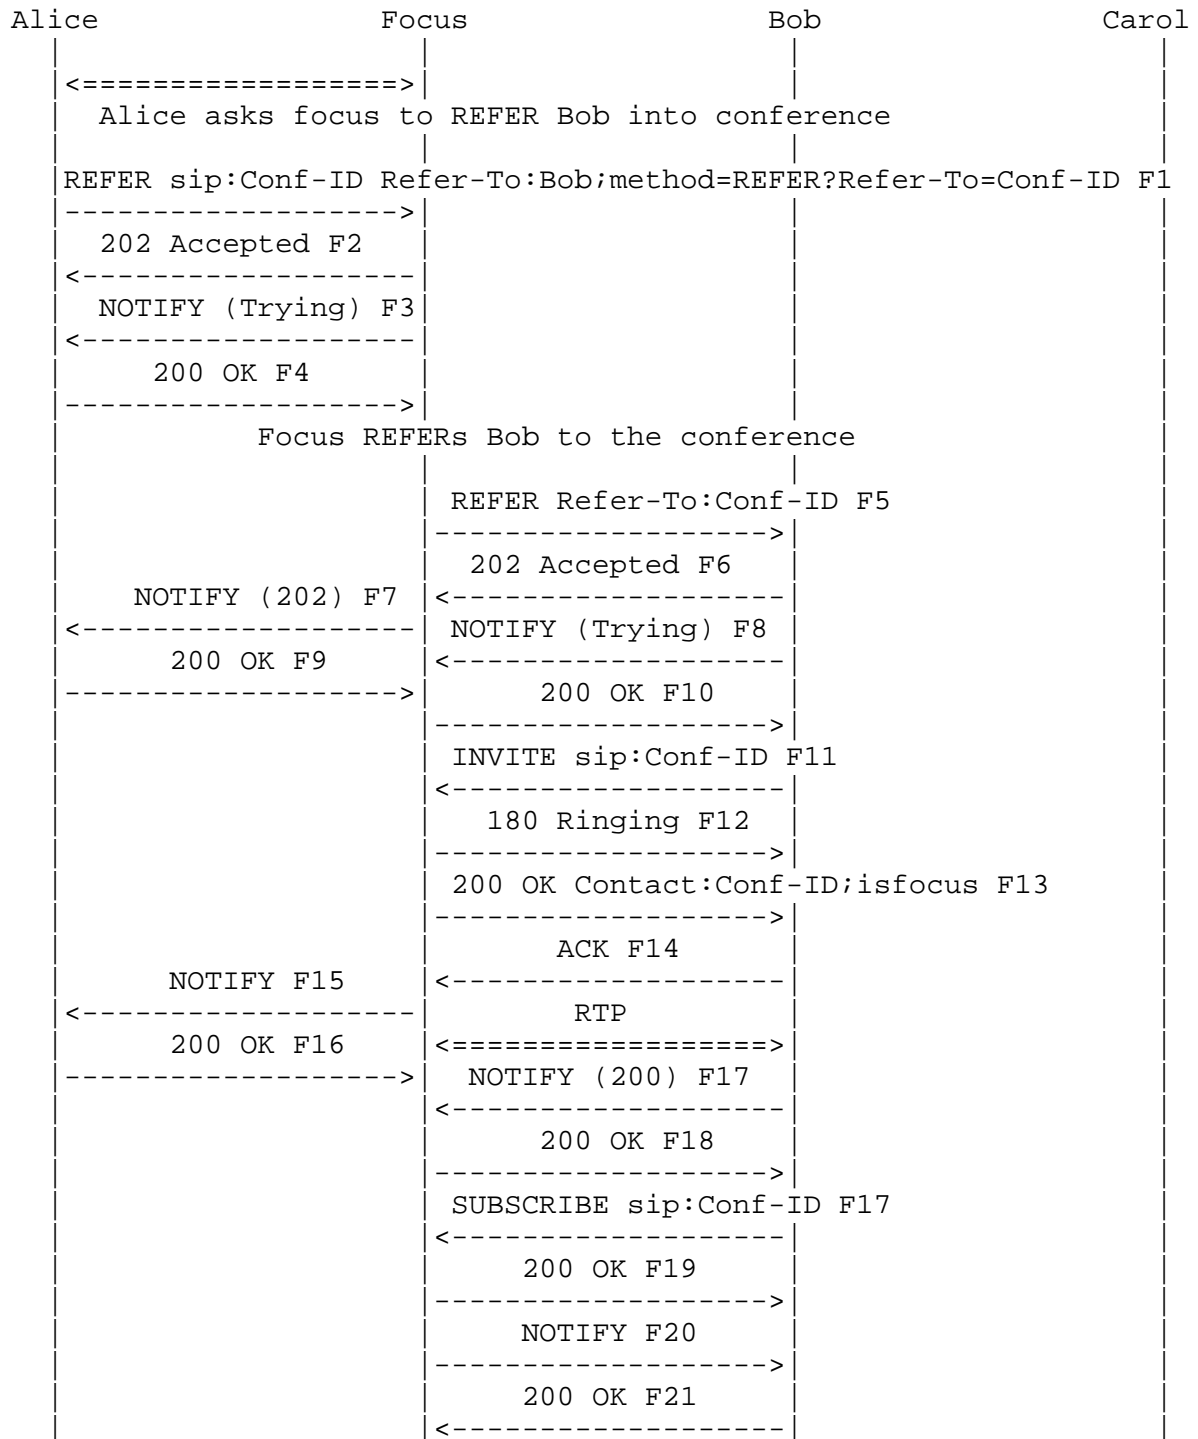 Alice Focus Bob Carol
<==================>
Alice asks focus to REFER Bob into conference
REFER sip:Conf-ID Refer-To:Bob;method=REFER?Refer-To=Conf-ID F1
------------------->
202 Accepted F2
<-------------------
NOTIFY (Trying) F3
<-------------------
200 OK F4
------------------->
Focus REFERs Bob to the conference
REFER Refer-To:Conf-ID F5
------------------->
202 Accepted F6
NOTIFY (202) F7 <-------------------
<------------------- NOTIFY (Trying) F8
200 OK F9 <-------------------
-------------------> 200 OK F10
------------------->
INVITE sip:Conf-ID F11
<-------------------
180 Ringing F12
------------------->
200 OK Contact:Conf-ID;isfocus F13
------------------->
ACK F14
NOTIFY F15 <-------------------
<------------------- RTP
200 OK F16 <==================>
-------------------> NOTIFY (200) F17
<-------------------
200 OK F18
------------------->
SUBSCRIBE sip:Conf-ID F17
<-------------------
200 OK F19
------------------->
NOTIFY F20
------------------->
200 OK F21
<-------------------